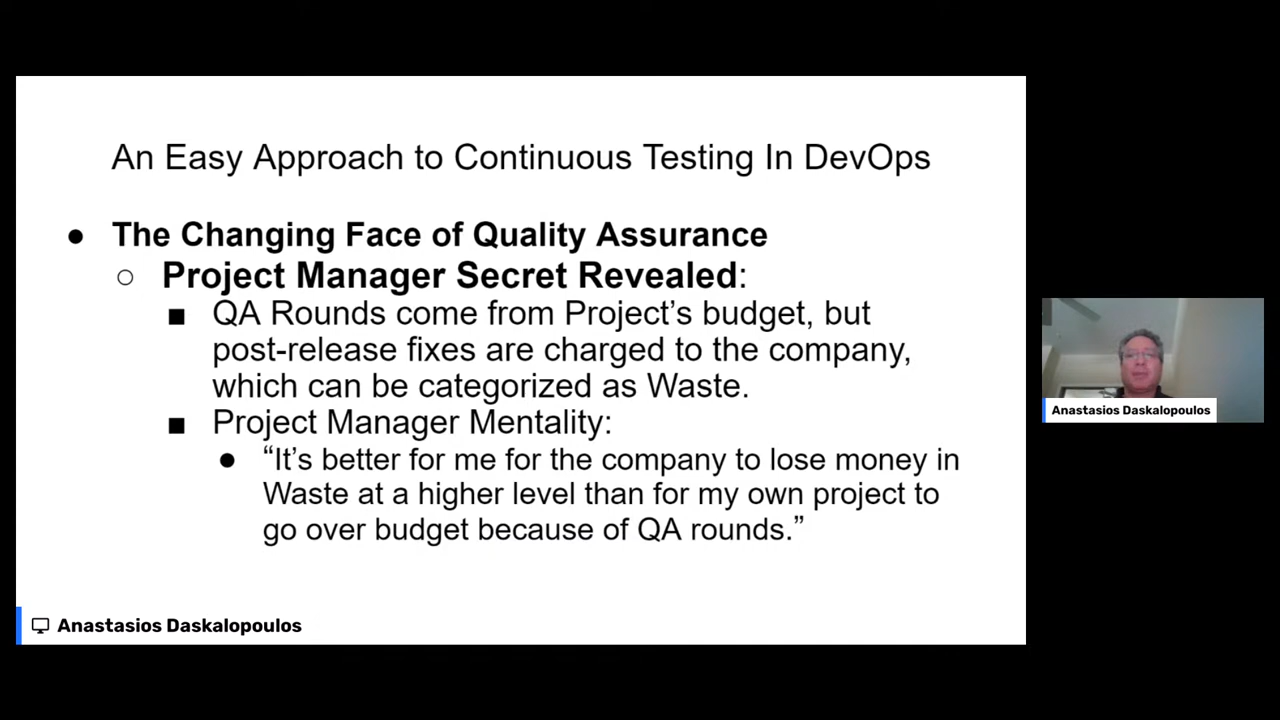 An Easy Approach to Continuous Testing In DevOps
● The Changing Face of Quality Assurance
○ Project Manager Secret Revealed:
■ QA Rounds come from Project’s budget, but
post-release fixes are charged to the company,
which can be categorized as Waste.
■ Project Manager Mentality:
● “It’s better for me for the company to lose money in
Waste at a higher level than for my own project to
go over budget because of QA rounds.”
Anastasios Daskalopoulos
Anastasios Daskalopoulos